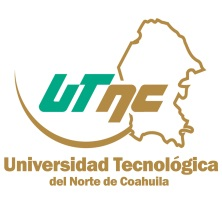 UTNC
Universidad Tecnológica
del Norte de Coahuila